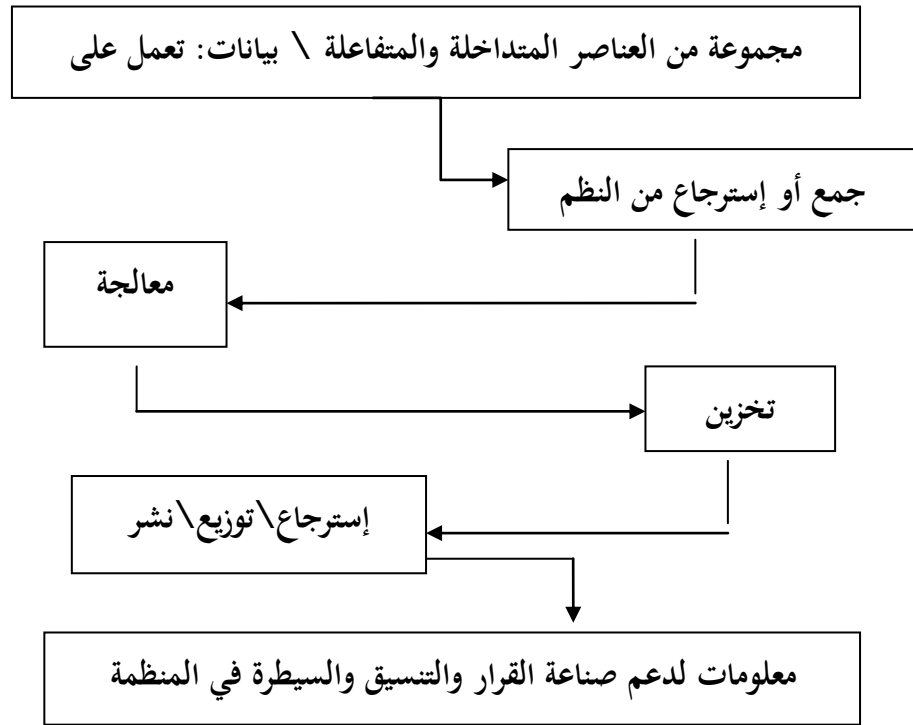 مجموعة من العناصر المتداخلة والمتفاعلة \ بيانات: تعمل على
جمع أو إسترجاع من النظم
معالجة
تخزين
إسترجاع\توزيع\نشر
معلومات لدعم صناعة القرار والتنسيق والسيطرة في المنظمة